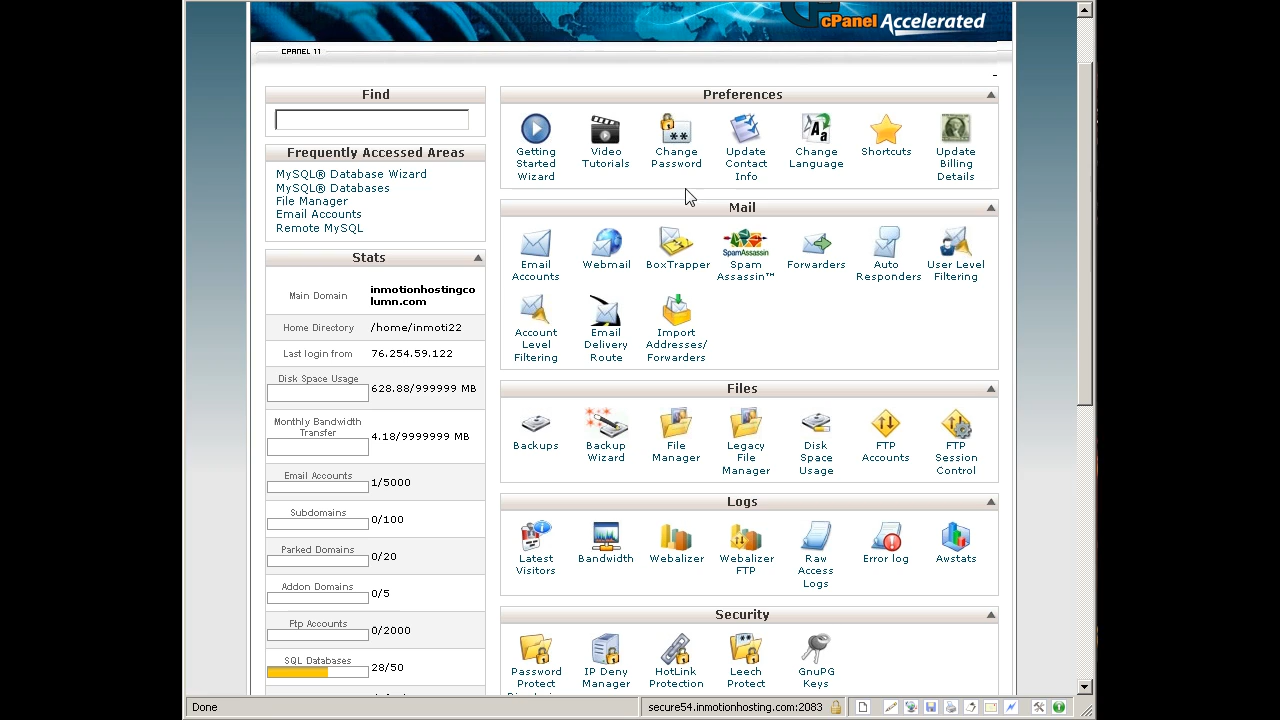 cPanel Accelerated
CPANEL 11
Find
Frequently Accessed Areas
MySQL® Database Wizard
MySQL® Databases
File Manager
Email Accounts
Remote MySQL
Stats
Main Domain
inmotionhostingco
lumn.com
Home Directory
/home/inmoti22
Last login from
76.254.59.122
Disk Space Usage
628.88/999999 MB
Monthly Bandwidth
Transfer
4.18/9999999 MB
Email Accounts
1/5000
Subdomains
0/100
Parked Domains
0/20
Addon Domains
0/5
Ftp Accounts
0/2000
SQL Databases
28/50
Preferences
Getting
Started
Wizard
Video
Tutorials
Change
Password
Update
Contact
Info
Change
Language
Shortcuts
Update
Billing
Details
Mail
Email
Accounts
Webmail
BoxTrapper
SpamAssassin
Spam
Assassin™
Forwarders
Auto
Responders
User Level
Filtering
Account
Level
Filtering
Email
Delivery
Route
Import
Addresses/
Forwarders
Files
Backups
Backup
Wizard
File
Manager
Legacy
File
Manager
Disk
Space
Usage
FTP
Accounts
FTP
Session
Control
Logs
Latest
Visitors
Bandwidth
Webalizer
Webalizer
FTP
Raw
Access
Logs
Error log
Awstats
Security
Password
Protect
IP Deny
Manager
HotLink
Protection
Leech
Protect
GnuPG
Keys
Done
secure54.inmotionhosting.com:2083